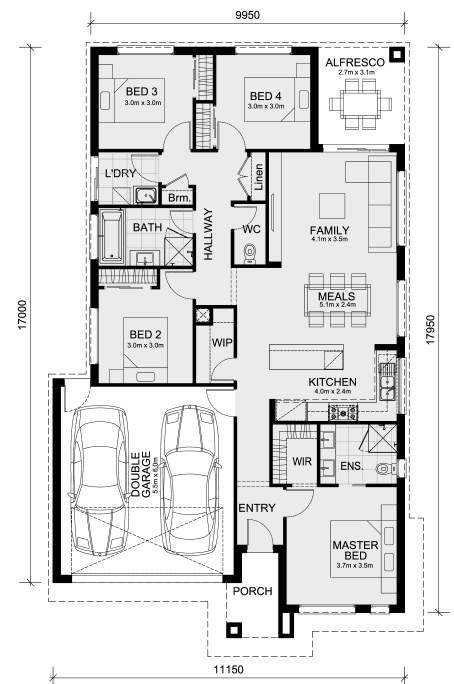 9950
17000
17950
ALFRESCO
2.7m x 3.1m
BED 3
3.0m x 3.0m
BED 4
3.0m x 3.0m
L'DRY
Brm.
Linen
BATH
HALLWAY
WC
FAMILY
4.1m x 3.5m
MEALS
5.1m x 2.4m
BED 2
3.0m x 3.0m
WIP
KITCHEN
4.0m x 2.4m
DOUBLE
GARAGE
5.5m x 6.0m
WIR
ENS.
ENTRY
MASTER
BED
3.7m x 3.5m
PORCH
11150